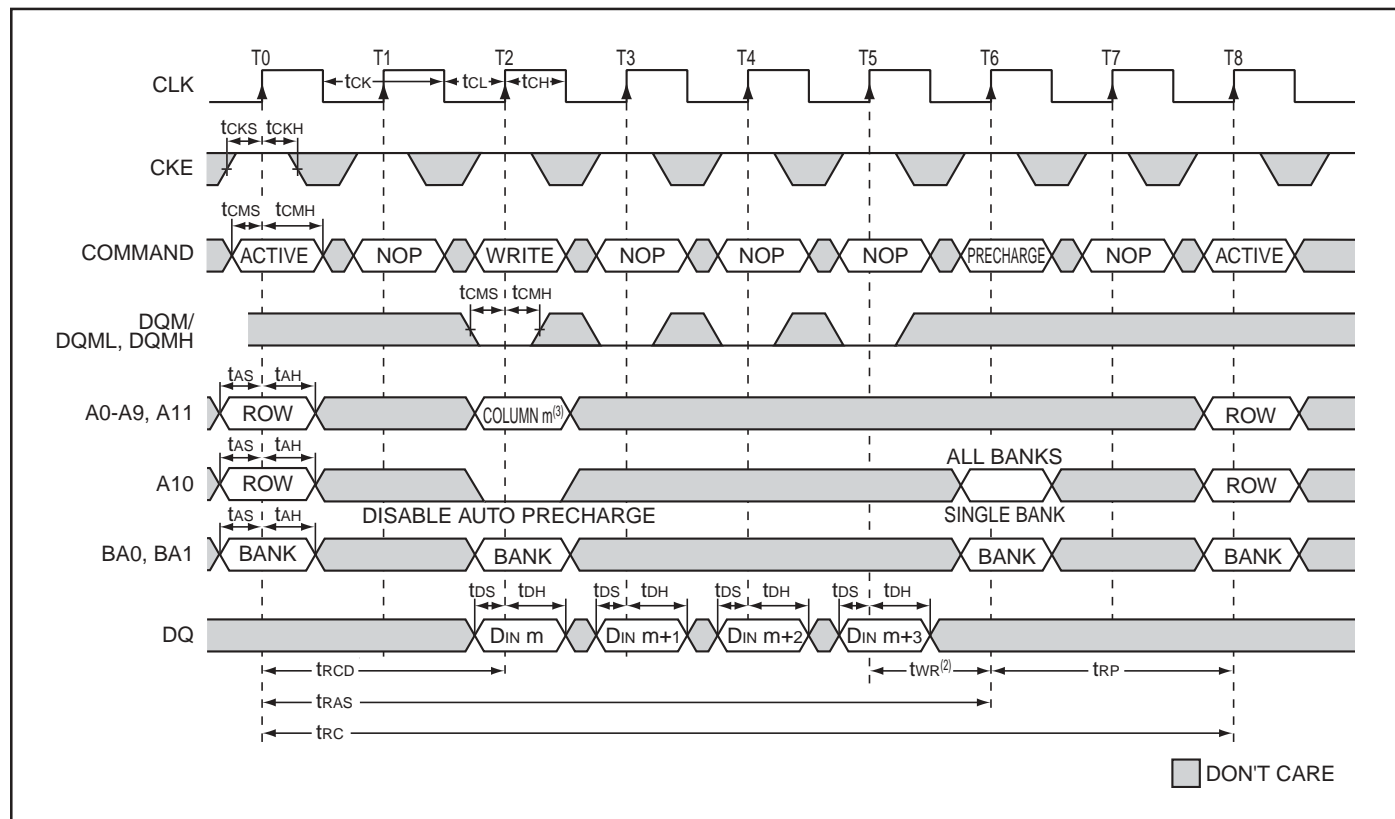 T0 T1 T2 T3 T4 T5 T6 T7 T8
CLK tCK tCL tCH
tCKS tCKH
CKE
tCMS tCMH
COMMAND ACTIVE NOP WRITE NOP NOP NOP PRECHARGE NOP ACTIVE
tCMS tCMH
DQM/
DQML, DQMH
tAS tAH
A0-A9, A11 ROW COLUMN m(3) ROW
tAS tAH ALL BANKS
A10 ROW ROW
DISABLE AUTO PRECHARGE SINGLE BANK
tAS tAH
BA0, BA1 BANK BANK BANK BANK
tDS tDH tDS tDH tDS tDH tDS tDH
DQ DIN m DIN m+1 DIN m+2 DIN m+3
tRCD tWR(2) tRP
tRAS
tRC
DON'T CARE